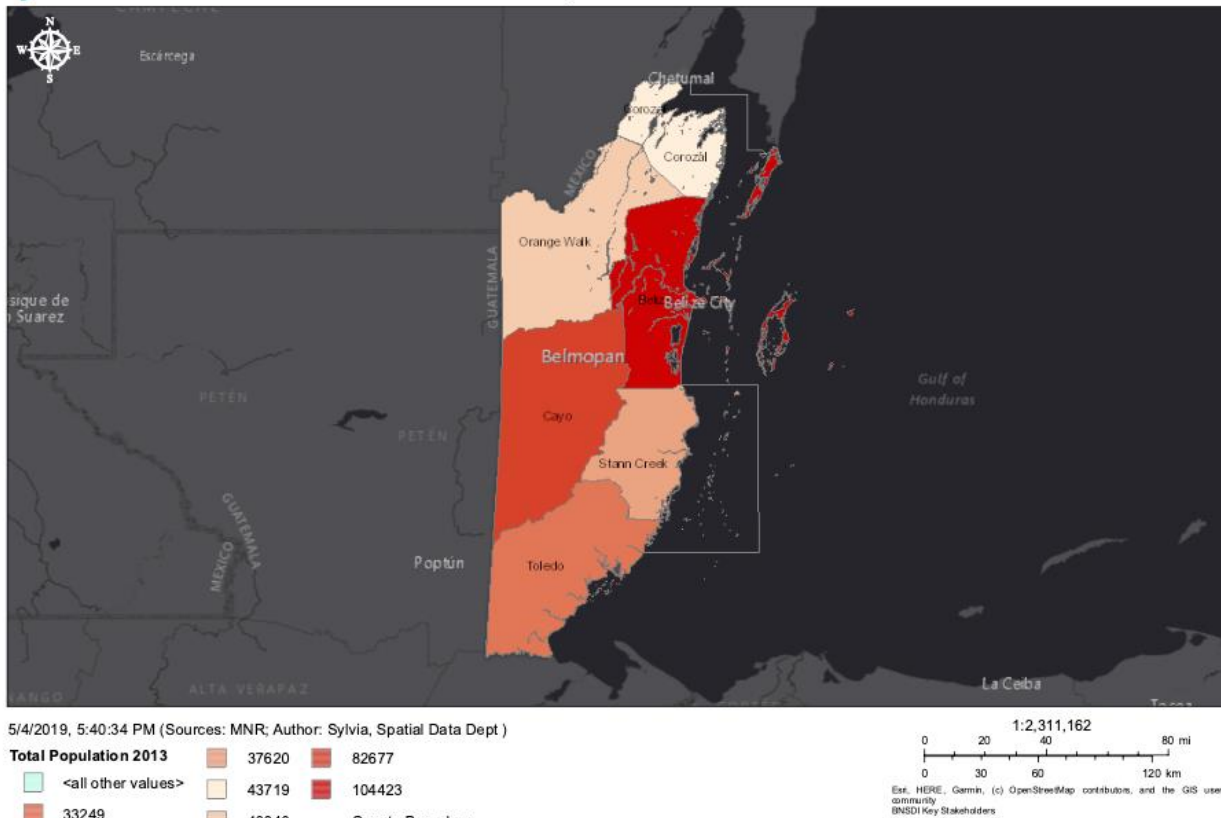 CAMPECHE
N
W E
S
Escárcega
Chetumal
Corozal
Corozal
MEXICO
Orange Walk
GUATEMALA
Belize City
Belmopan
Gulf of
Honduras
PETÉN
Cayo
PETÉN
Stann Creek
GUATEMALA
MEXICO
Poptún
Toledo
ALTA VERAPAZ
La Ceiba
5/4/2019, 5:40:34 PM (Sources: MNR; Author: Sylvia, Spatial Data Dept )
Total Population 2013
<all other values>
33249
37620
43719
82677
104423
1:2,311,162
0 20 40 80 mi
0 30 60 120 km
Esri, HERE, Garmin, (c) OpenStreetMap contributors, and the GIS user
community
BNSDI Key Stakeholders